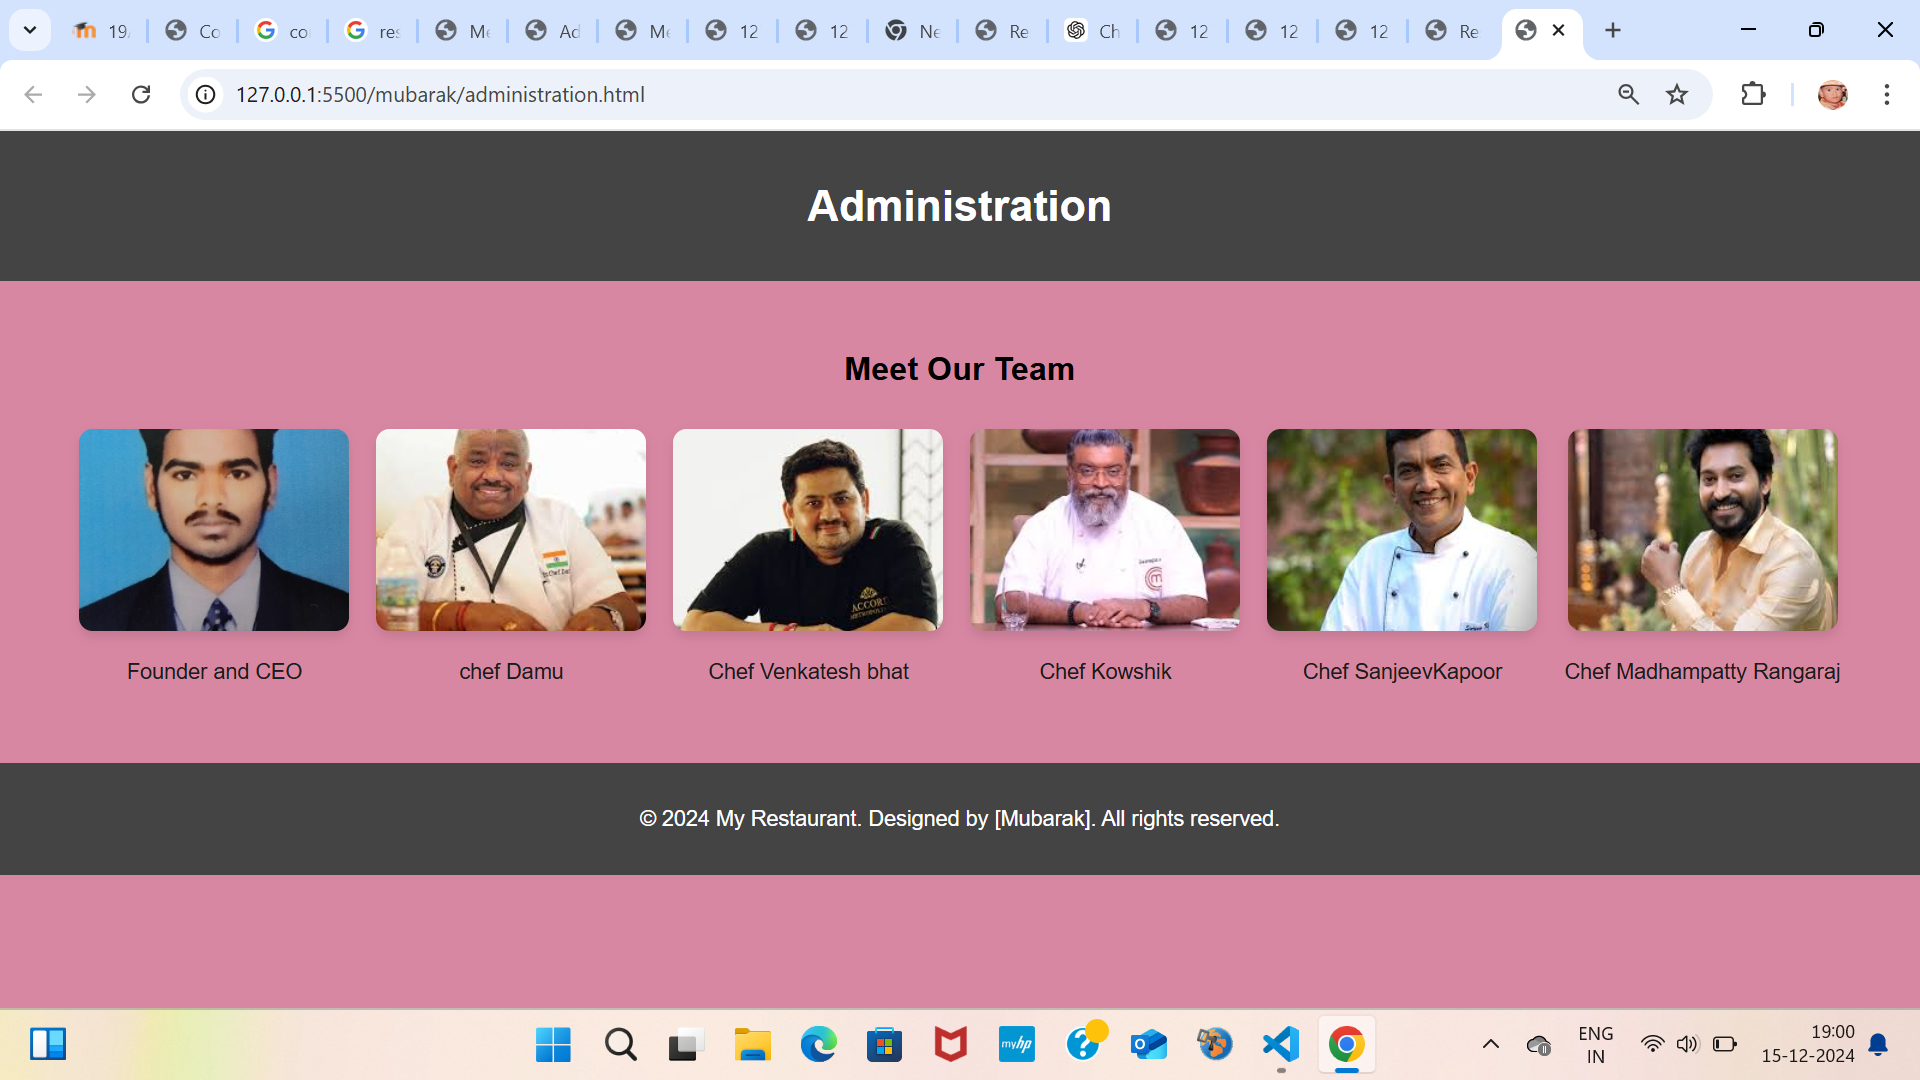 19
Co
co
res
Me
Ad
Me
12
12
Ne
Re
Ch
12
12
12
Re
127.0.0.1:5500/mubarak/administration.html
Administration
Meet Our Team
ACCORD
Founder and CEO
chef Damu
Chef Venkatesh bhat
Chef Kowshik
Chef SanjeevKapoor
Chef Madhampatty Rangaraj
© 2024 My Restaurant. Designed by [Mubarak]. All rights reserved.
myhp
ENG
IN
19:00
15-12-2024